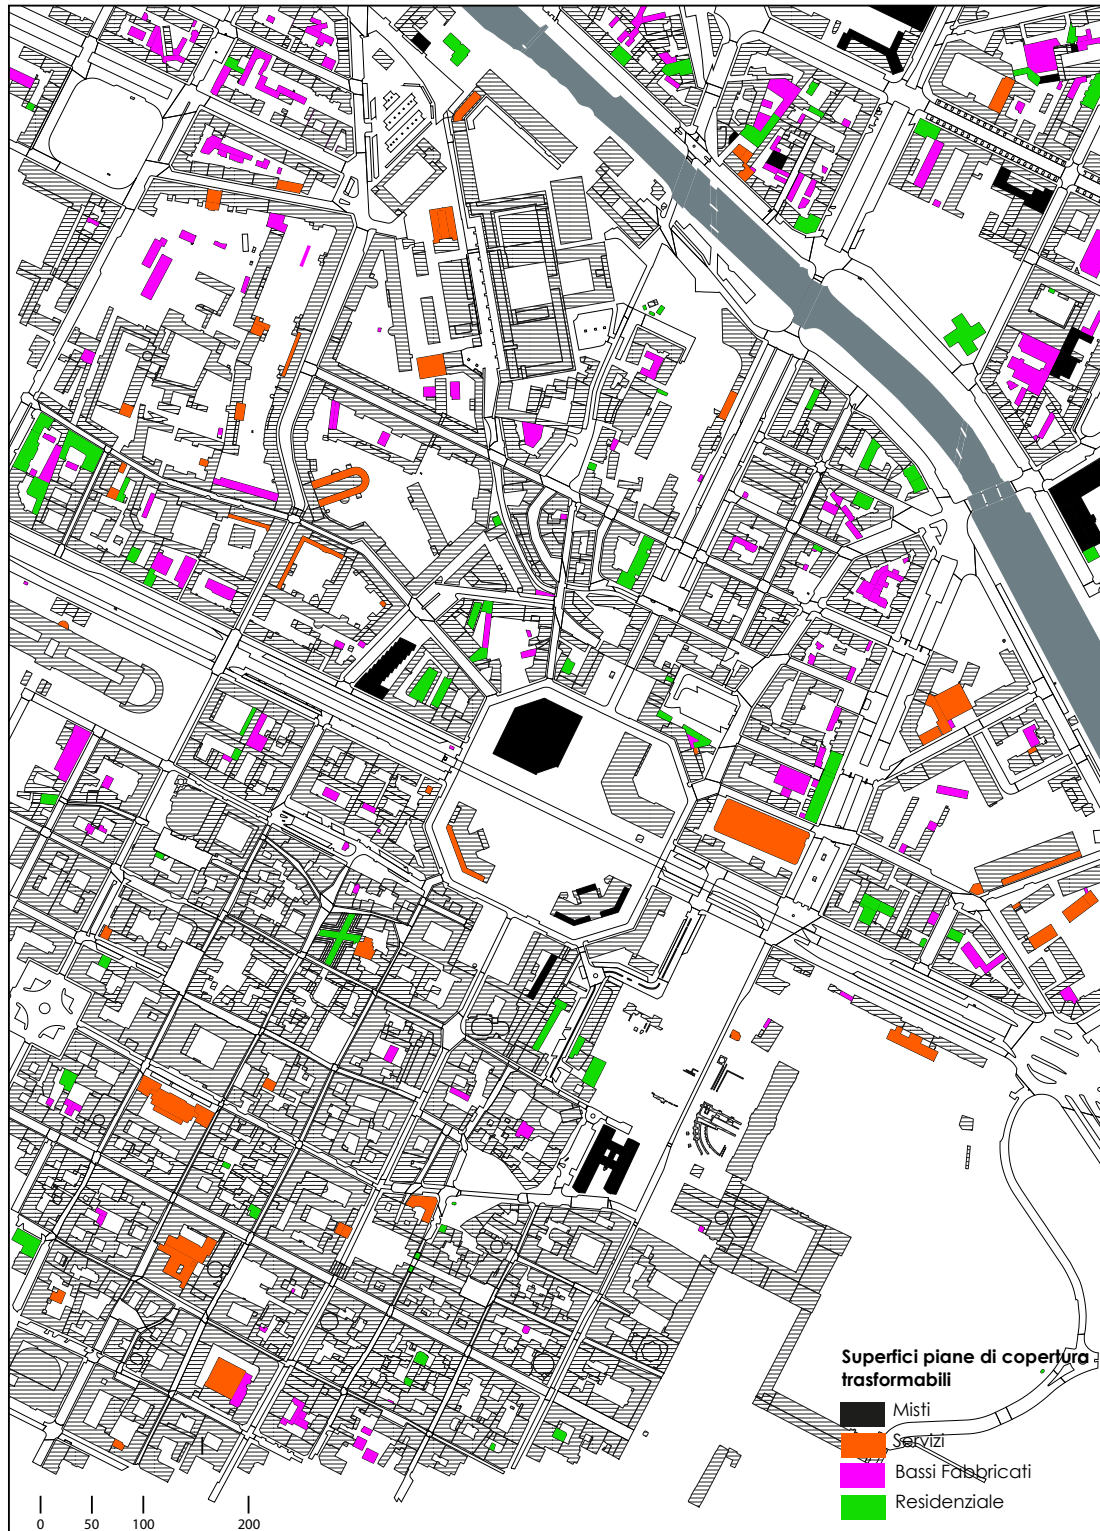 Superfici piane di copertura
trasformabili
Misti
Servizi
Bassi Fabbricati
Residenziale
0 50 100 200